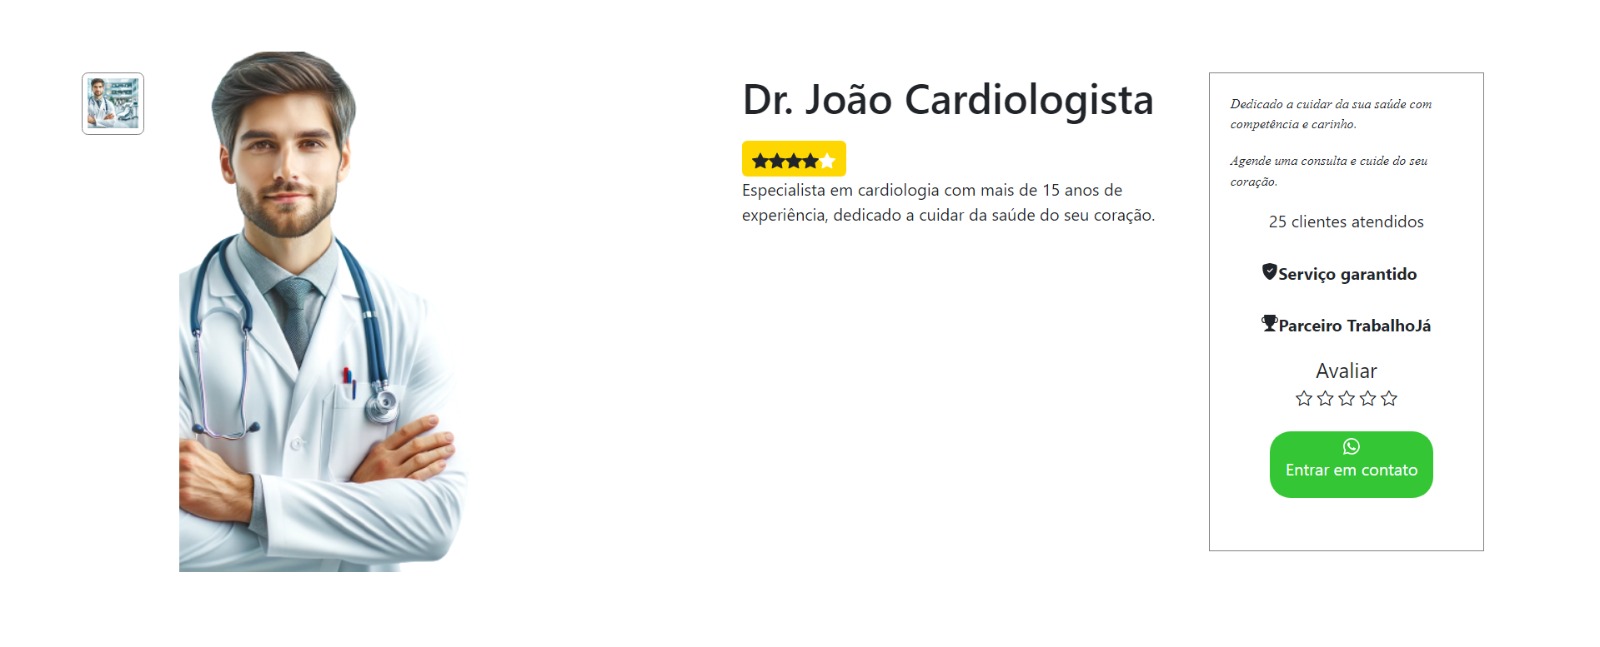 Dr. João Cardiologista
Especialista em cardiologia com mais de 15 anos de
experiência, dedicado a cuidar da saúde do seu coração.
Dedicado a cuidar da sua saúde com
competência e carinho.
Agende uma consulta e cuide do seu
coração.
25 clientes atendidos
Serviço garantido
Parceiro TrabalhoJá
Avaliar
Entrar em contato